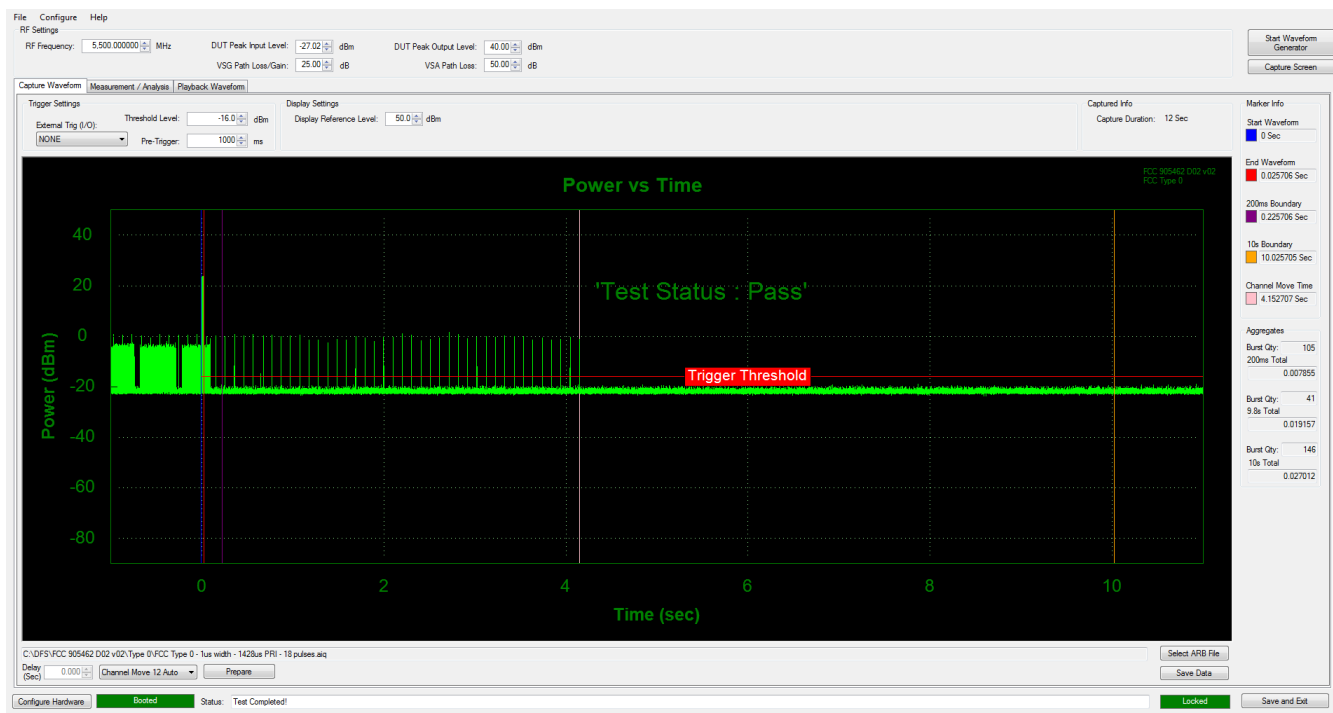 File Configure Help
RF Settings
RF Frequency: 5,500.000000 MHz DUT Peak Input Level: -27.02 dBm DUT Peak Output Level: 40.00 dBm
VSG Path Loss/Gain: 25.00 dB VSA Path Loss: 50.00 dB
Start Waveform
Generator
Capture Screen
Capture Waveform Measurement / Analysis Playback Waveform
Trigger Settings
External Trig (I/O):
NONE
Threshold Level: -16.0 dBm
Pre-Trigger: 1000 ms
Display Settings
Display Reference Level: 50.0 dBm
Captured Info
Capture Duration: 12 Sec
Marker Info
Start Waveform
0 Sec
End Waveform
0.025706 Sec
200ms Boundary
0.225706 Sec
10s Boundary
10.025705 Sec
Channel Move Time
4.152707 Sec
Aggregates
Burst Qty: 105
200ms Total
0.007855
Burst Qty: 41
9.8s Total
0.019157
Burst Qty: 146
10s Total
0.027012
Power vs Time
FCC 905462 D02 v02
FCC Type 0
'Test Status : Pass'
Trigger Threshold
Power (dBm)
40
20
0
-20
-40
-60
-80
0 2 4 6 8 10
Time (sec)
C:\DFS\FCC 905462 D02 v02\Type 0\FCC Type 0 - 1us width - 1428us PRI - 18 pulses.aiq
Select ARB File
Delay
(Sec) 0.000 Channel Move 12 Auto Prepare
Save Data
Configure Hardware Booted Status: Test Completed! Locked Save and Exit